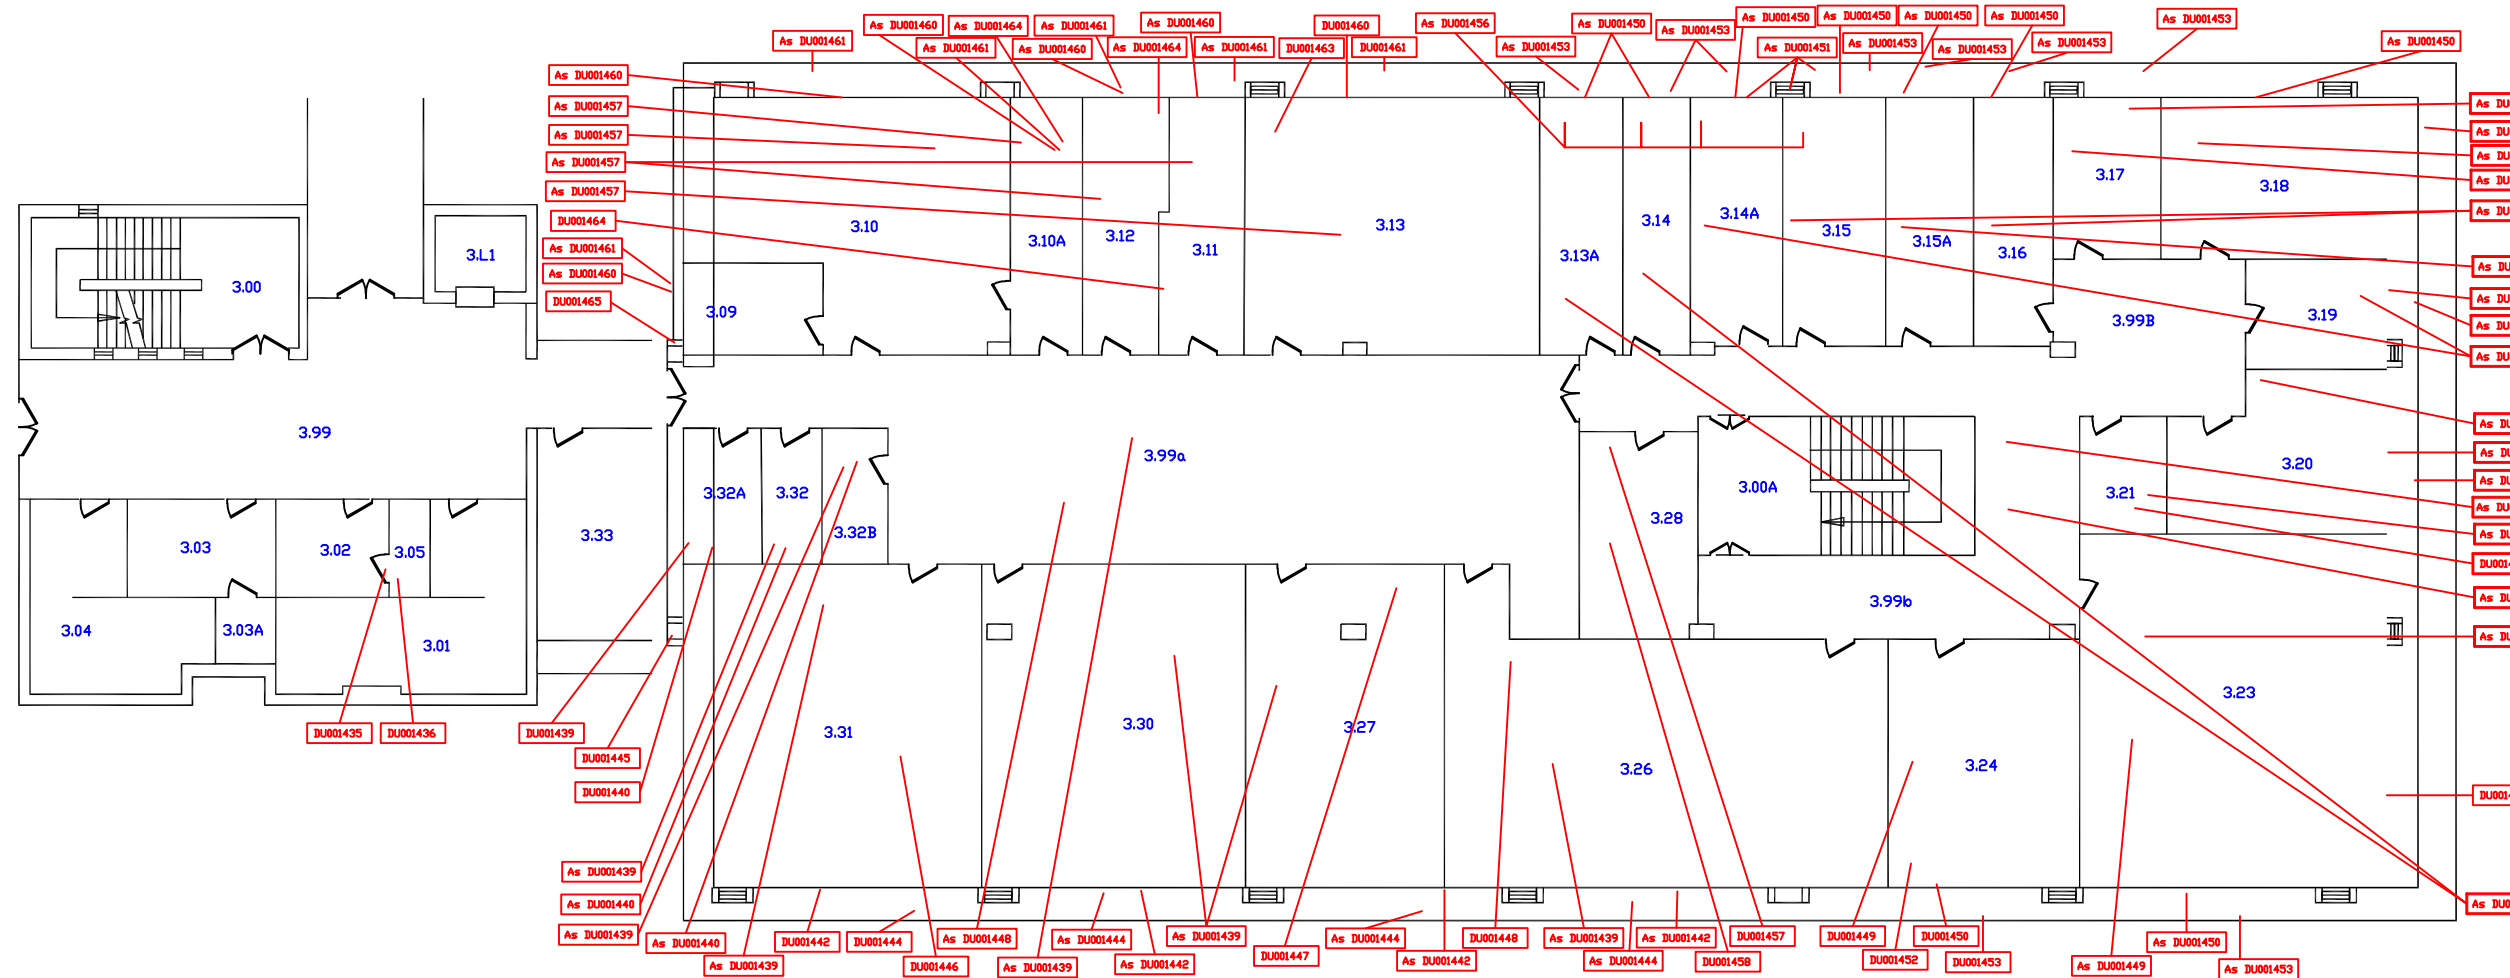 As DU001460
As DU001464
As DU001461
As DU001460
DU001460
As DU001456
As DU001450
As DU001453
As DU001450
As DU001450
As DU001450
As DU001450
As DU001453
As DU001461
As DU001461
As DU001460
As DU001464
As DU001461
DU001463
DU001461
As DU001453
As DU001451
As DU001453
As DU001453
As DU001453
As DU001450
As DU001460
As DU001457
As DU001457
As DU001457
As DU001457
DU001464
As DU001461
As DU001460
DU001465
3.17
3.18
3.10
3.10A
3.12
3.11
3.13
3.13A
3.14
3.14A
3.15
3.15A
3.16
3.L1
3.00
3.09
3.99B
3.19
3.99
3.99a
3.32A
3.32
3.32B
3.33
3.28
3.00A
3.21
3.20
3.03
3.02
3.05
3.04
3.03A
3.01
3.99b
3.31
3.30
3.27
3.26
3.24
3.23
DU001435
DU001436
DU001439
DU001445
DU001440
As DU001439
As DU001440
As DU001439
As DU001440
As DU001439
DU001442
DU001444
DU001446
As DU001448
As DU001439
As DU001444
As DU001442
As DU001439
DU001447
As DU001444
As DU001442
DU001448
As DU001439
As DU001444
As DU001442
DU001458
DU001457
DU001449
DU001452
DU001450
DU001453
As DU001449
As DU001450
As DU001453